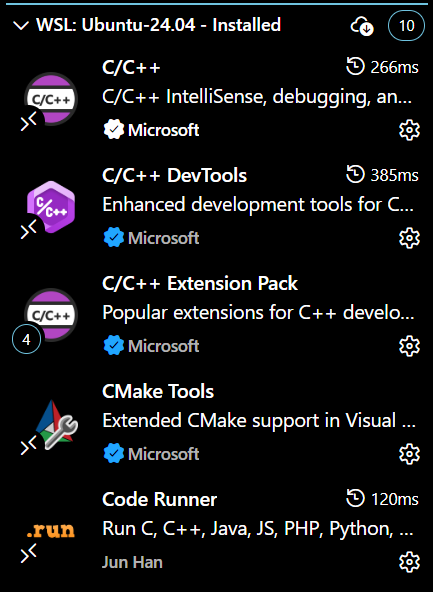 WSL: Ubuntu-24.04 - Installed 10
C/C++ 266ms
C/C++
C/C++ IntelliSense, debugging, an...
Microsoft
C/C++ DevTools 385ms
C/C++
Enhanced development tools for C...
Microsoft
C/C++ Extension Pack
C/C++
Popular extensions for C++ develo...
4
Microsoft
CMake Tools
Extended CMake support in Visual ...
Microsoft
Code Runner 120ms
.run
Run C, C++, Java, JS, PHP, Python, ...
Jun Han